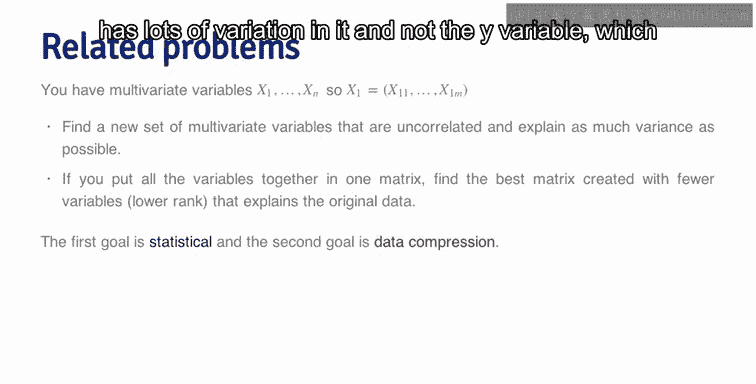 has lots of variation in it and not the y variable, which
Related problems
You have multivariate variables X₁, … , Xₙ so X₁ = (X₁₁, … , X₁ₘ)
· Find a new set of multivariate variables that are uncorrelated and explain as much variance as
possible.
· If you put all the variables together in one matrix, find the best matrix created with fewer
variables (lower rank) that explains the original data.
The first goal is statistical and the second goal is data compression.